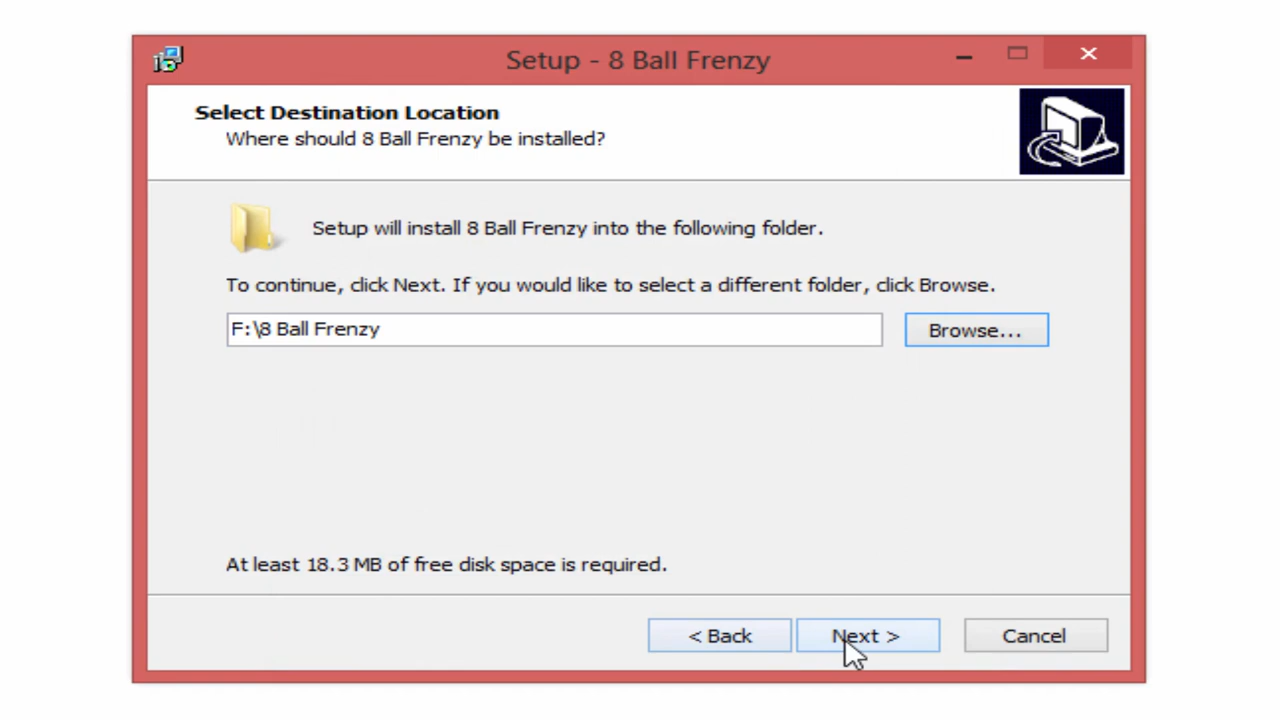 Setup - 8 Ball Frenzy
Select Destination Location
Where should 8 Ball Frenzy be installed?
Setup will install 8 Ball Frenzy into the following folder.
To continue, click Next. If you would like to select a different folder, click Browse.
F:\8 Ball Frenzy
Browse...
At least 18.3 MB of free disk space is required.
< Back
Next >
Cancel